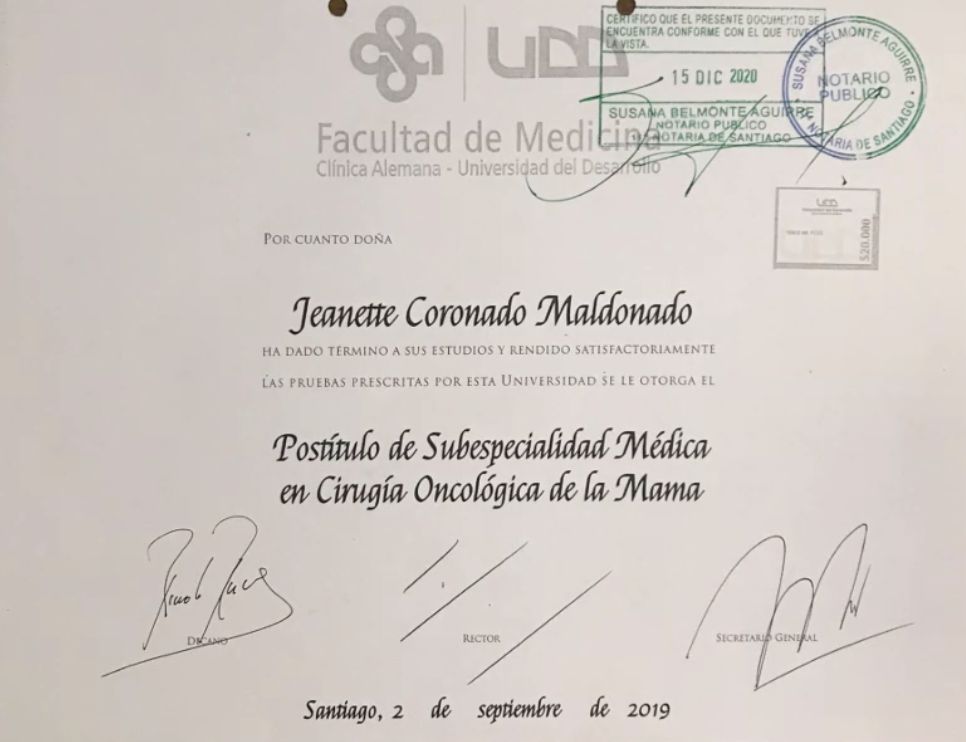 UDD
CERTIFICO QUE EL PRESENTE DOCUMENTO SE
ENCUENTRA CONFORME CON EL QUE TUVE
LA VISTA.
15 DIC 2020
SUSANA BELMONTE AGUIRRE
NOTARIO PUBLICO
NOTARIA DE SANTIAGO
SUSANA BELMONTE AGUIRRE
NOTARIO
PUBLICO
NOTARIA DE SANTIAGO
Facultad de Medicina
Clínica Alemana - Universidad del Desarrollo
UDD
$20.000
POR CUANTO DOÑA
Jeanette Coronado Maldonado
HA DADO TÉRMINO A SUS ESTUDIOS Y RENDIDO SATISFACTORIAMENTE
LAS PRUEBAS PRESCRITAS POR ESTA UNIVERSIDAD SE LE OTORGA EL
Postítulo de Subespecialidad Médica
en Cirugía Oncológica de la Mama
DECANO
RECTOR
SECRETARIO GENERAL
Santiago, 2 de septiembre de 2019